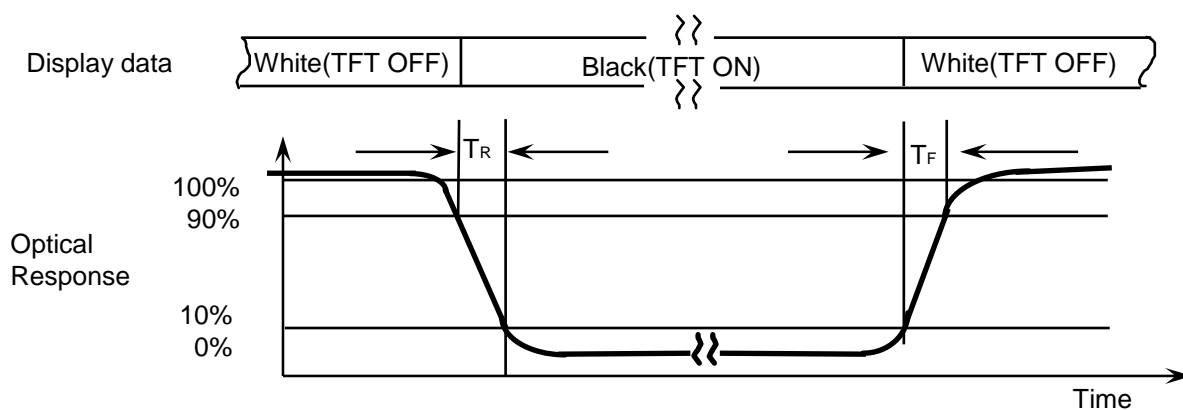 Display data
White(TFT OFF)
Black(TFT ON)
White(TFT OFF)
TR
TF
100%
90%
Optical
Response
10%
0%
Time